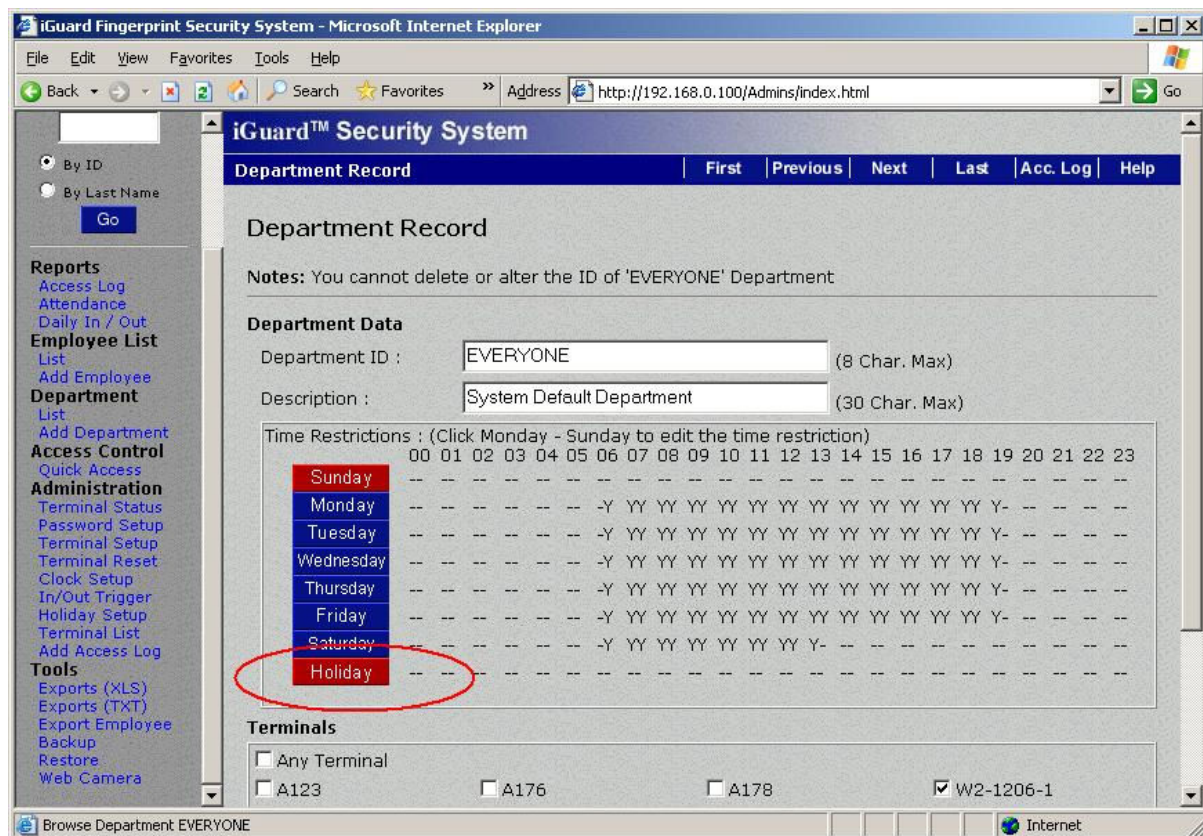 iGuard Fingerprint Security System - Microsoft Internet Explorer
File Edit View Favorites Tools Help
Back Search Favorites » Address http://192.168.0.100/Admins/index.html Go
By ID
By Last Name
Go
Reports
Access Log
Attendance
Daily In / Out
Employee List
List
Add Employee
Department
List
Add Department
Access Control
Quick Access
Administration
Terminal Status
Password Setup
Terminal Setup
Terminal Reset
Clock Setup
In/Out Trigger
Holiday Setup
Terminal List
Add Access Log
Tools
Exports (XLS)
Exports (TXT)
Export Employee
Backup
Restore
Web Camera
iGuard™ Security System
Department Record | First | Previous | Next | Last | Acc. Log | Help
Department Record
Notes: You cannot delete or alter the ID of 'EVERYONE' Department
Department Data
Department ID : EVERYONE (8 Char. Max)
Description : System Default Department (30 Char. Max)
Time Restrictions : (Click Monday - Sunday to edit the time restriction)
00 01 02 03 04 05 06 07 08 09 10 11 12 13 14 15 16 17 18 19 20 21 22 23
Sunday -- -- -- -- -- -- -- -- -- -- -- -- -- -- -- -- -- -- -- -- -- -- -- --
Monday -- -- -- -- -- -- -Y YY YY YY YY YY YY YY YY YY YY YY YY Y- -- -- -- --
Tuesday -- -- -- -- -- -- -Y YY YY YY YY YY YY YY YY YY YY YY YY Y- -- -- -- --
Wednesday -- -- -- -- -- -- -Y YY YY YY YY YY YY YY YY YY YY YY YY Y- -- -- -- --
Thursday -- -- -- -- -- -- -Y YY YY YY YY YY YY YY YY YY YY YY YY Y- -- -- -- --
Friday -- -- -- -- -- -- -Y YY YY YY YY YY YY YY YY YY YY YY YY Y- -- -- -- --
Saturday -- -- -- -- -- -- -Y YY YY YY YY YY YY Y- -- -- -- -- -- -- -- -- -- --
Holiday -- -- -- -- -- -- -- -- -- -- -- -- -- -- -- -- -- -- -- -- -- -- -- --
Terminals
Any Terminal
A123 A176 A178 W2-1206-1
Browse Department EVERYONE Internet